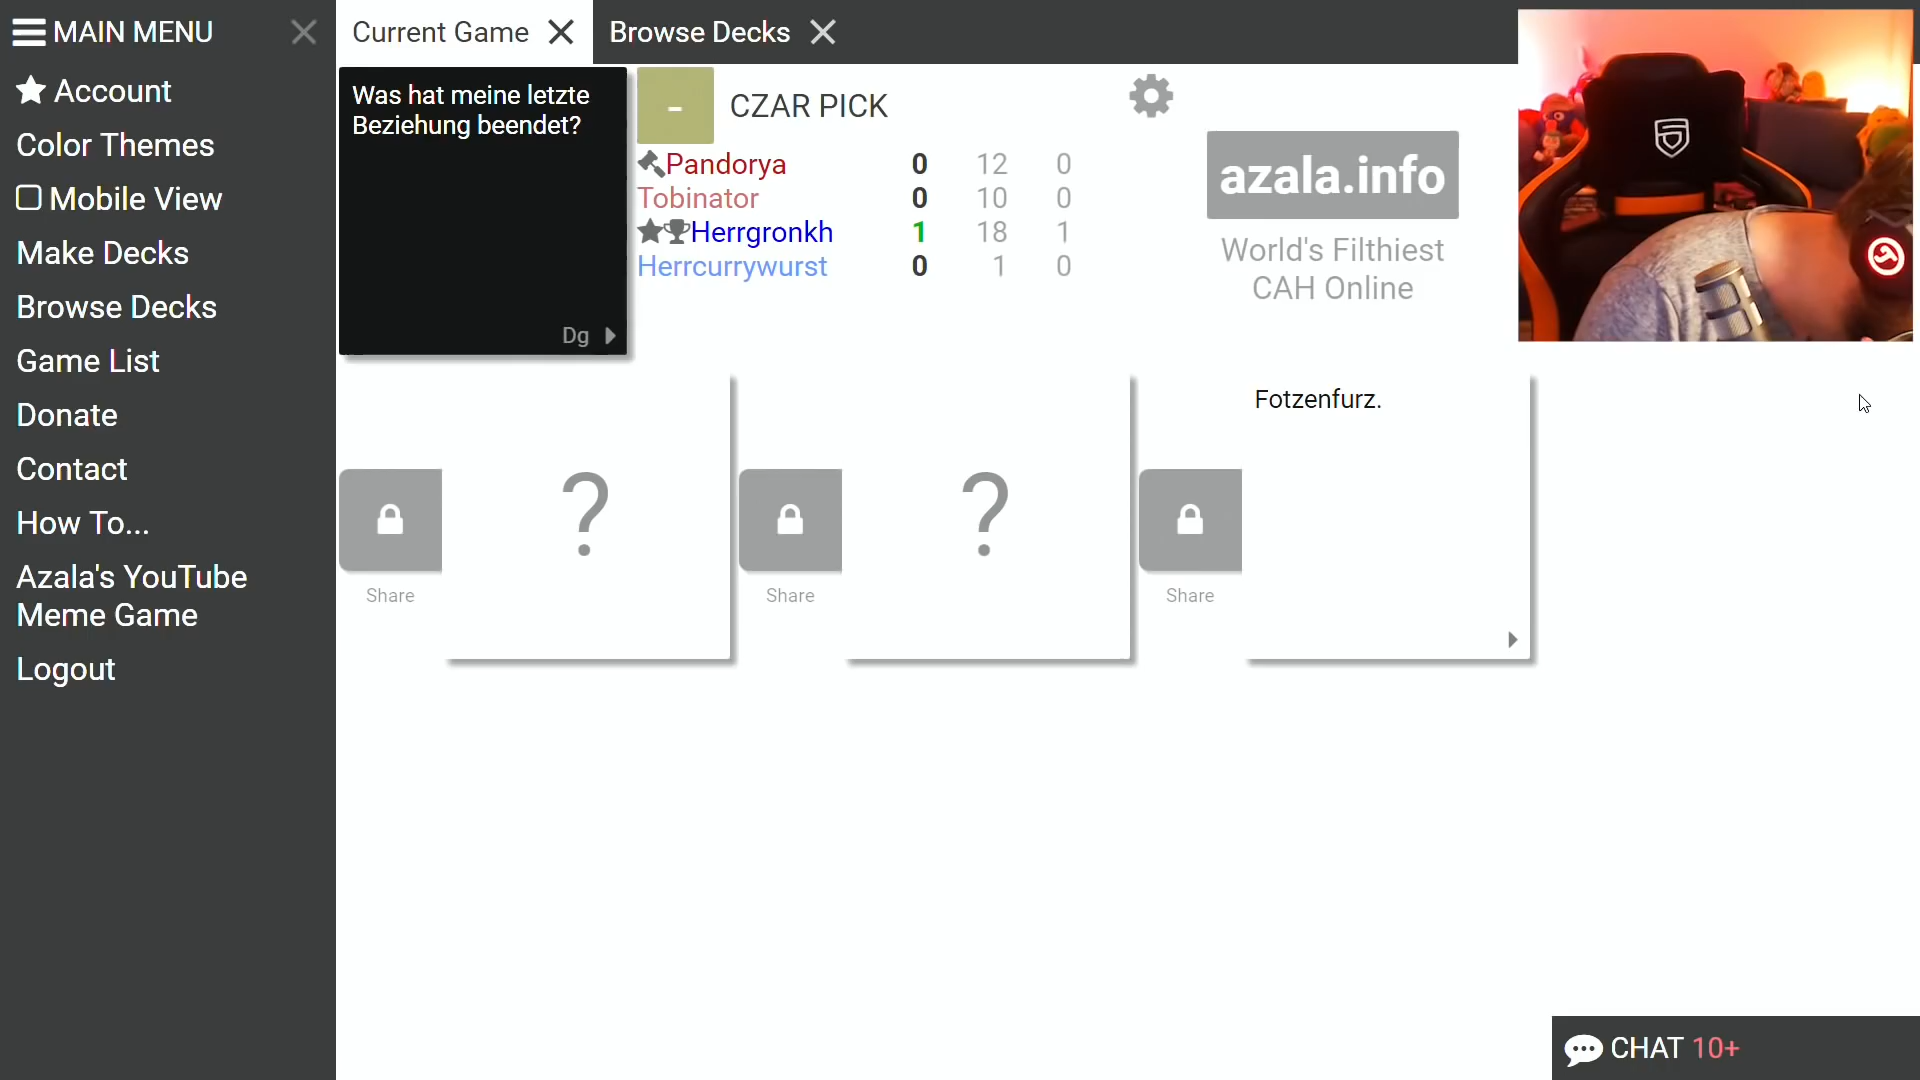 MAIN MENU
Account
Color Themes
Mobile View
Make Decks
Browse Decks
Game List
Donate
Contact
How To...
Azala's YouTube
Meme Game
Logout
Current Game
Browse Decks
Was hat meine letzte
Beziehung beendet?
Dg
-
CZAR PICK
Pandorya 0 12 0
Tobinator 0 10 0
Herrgronkh 1 18 1
Herrcurrywurst 0 1 0
azala.info
World's Filthiest
CAH Online
?
Share
?
Share
Fotzenfurz.
Share
CHAT 10+